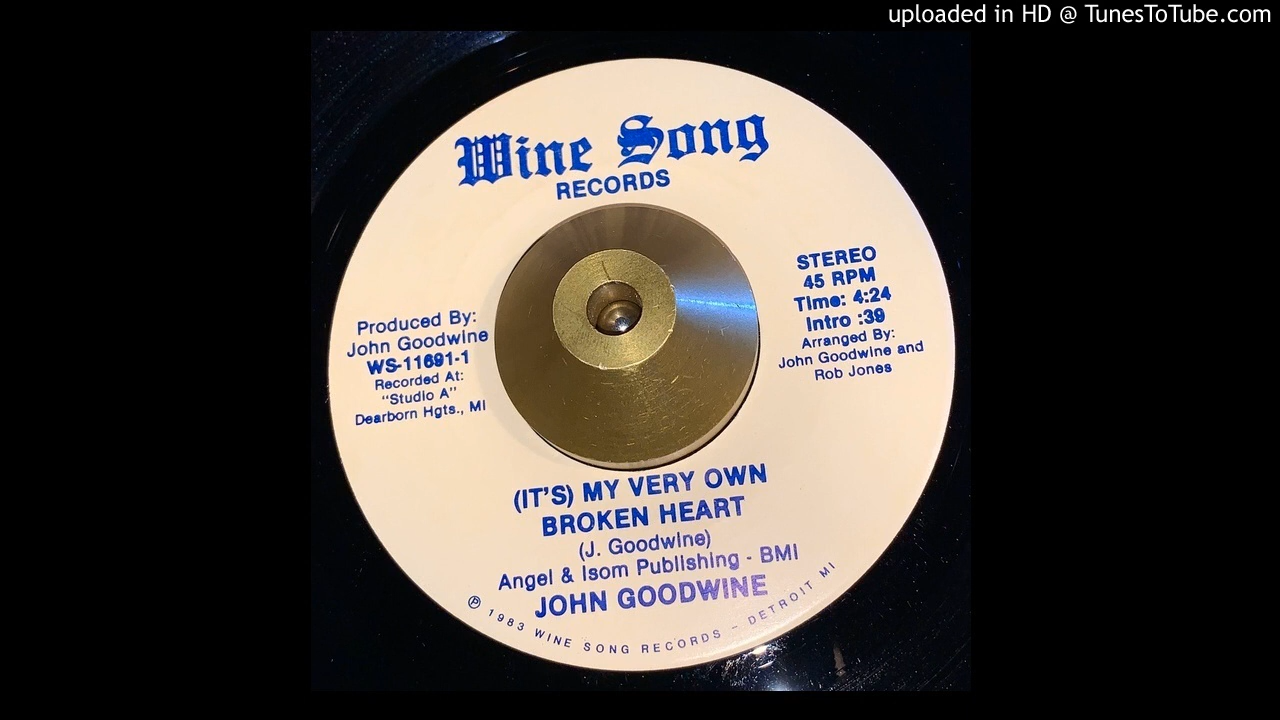 uploaded in HD @ TunesToTube.com
Wine Song
RECORDS
Produced By:
John Goodwine
WS-11691-1
Recorded At:
“Studio A”
Dearborn Hgts., MI
STEREO
45 RPM
Time: 4:24
Intro :39
Arranged By:
John Goodwine and
Rob Jones
(IT'S) MY VERY OWN
BROKEN HEART
(J. Goodwine)
Angel & Isom Publishing - BMI
JOHN GOODWINE
℗ 1983 WINE SONG RECORDS – DETROIT MI